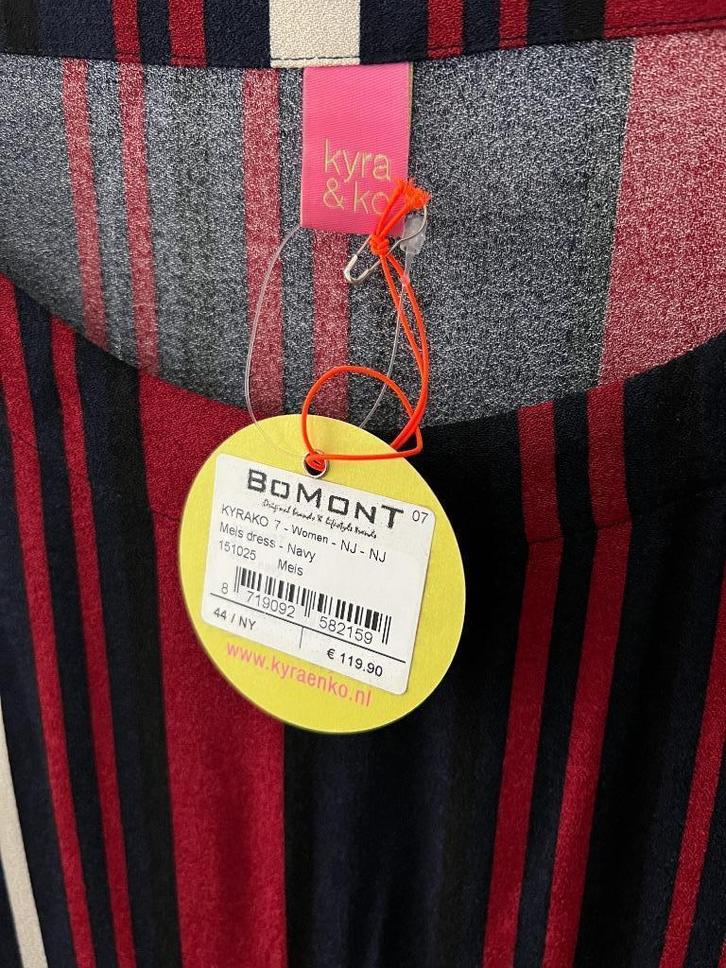 kyra
& ko
BOMONT 07
Original Brands & Lifestyle Brands
KYRAKO 7 - Women - NJ - NJ
Meis dress - Navy
151025 Meis
8 719092 582159
44 / NY
€ 119.90
www.kyraenko.nl